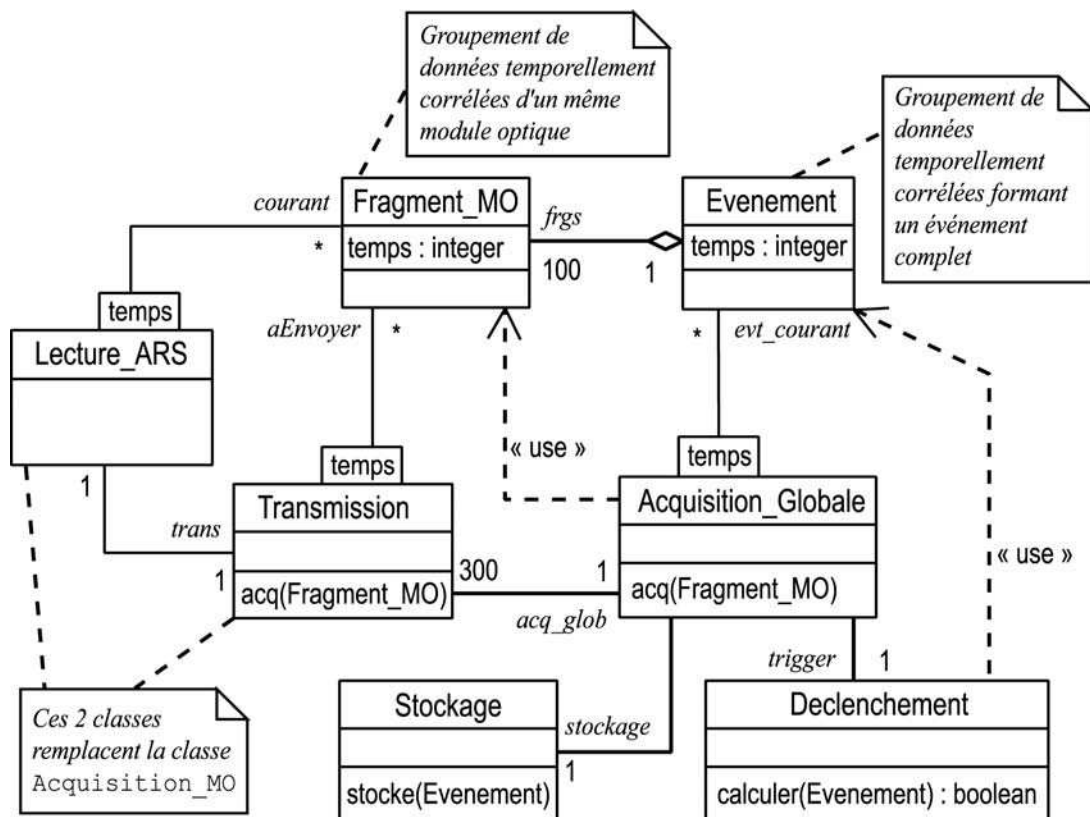 Groupement de
données temporellement
corrélées d'un même
module optique
Groupement de
données
temporellement
corrélées formant
un événement
complet
courant
*
Fragment_MO
temps : integer
frgs
100
1
Evenement
temps : integer
temps
Lecture_ARS
aEnvoyer
*
*
evt_courant
« use »
« use »
1
trans
1
temps
Transmission
acq(Fragment_MO)
300
1
acq_glob
temps
Acquisition_Globale
acq(Fragment_MO)
trigger
1
Ces 2 classes
remplacent la classe
Acquisition_MO
Stockage
stocke(Evenement)
stockage
1
Declenchement
calculer(Evenement) : boolean